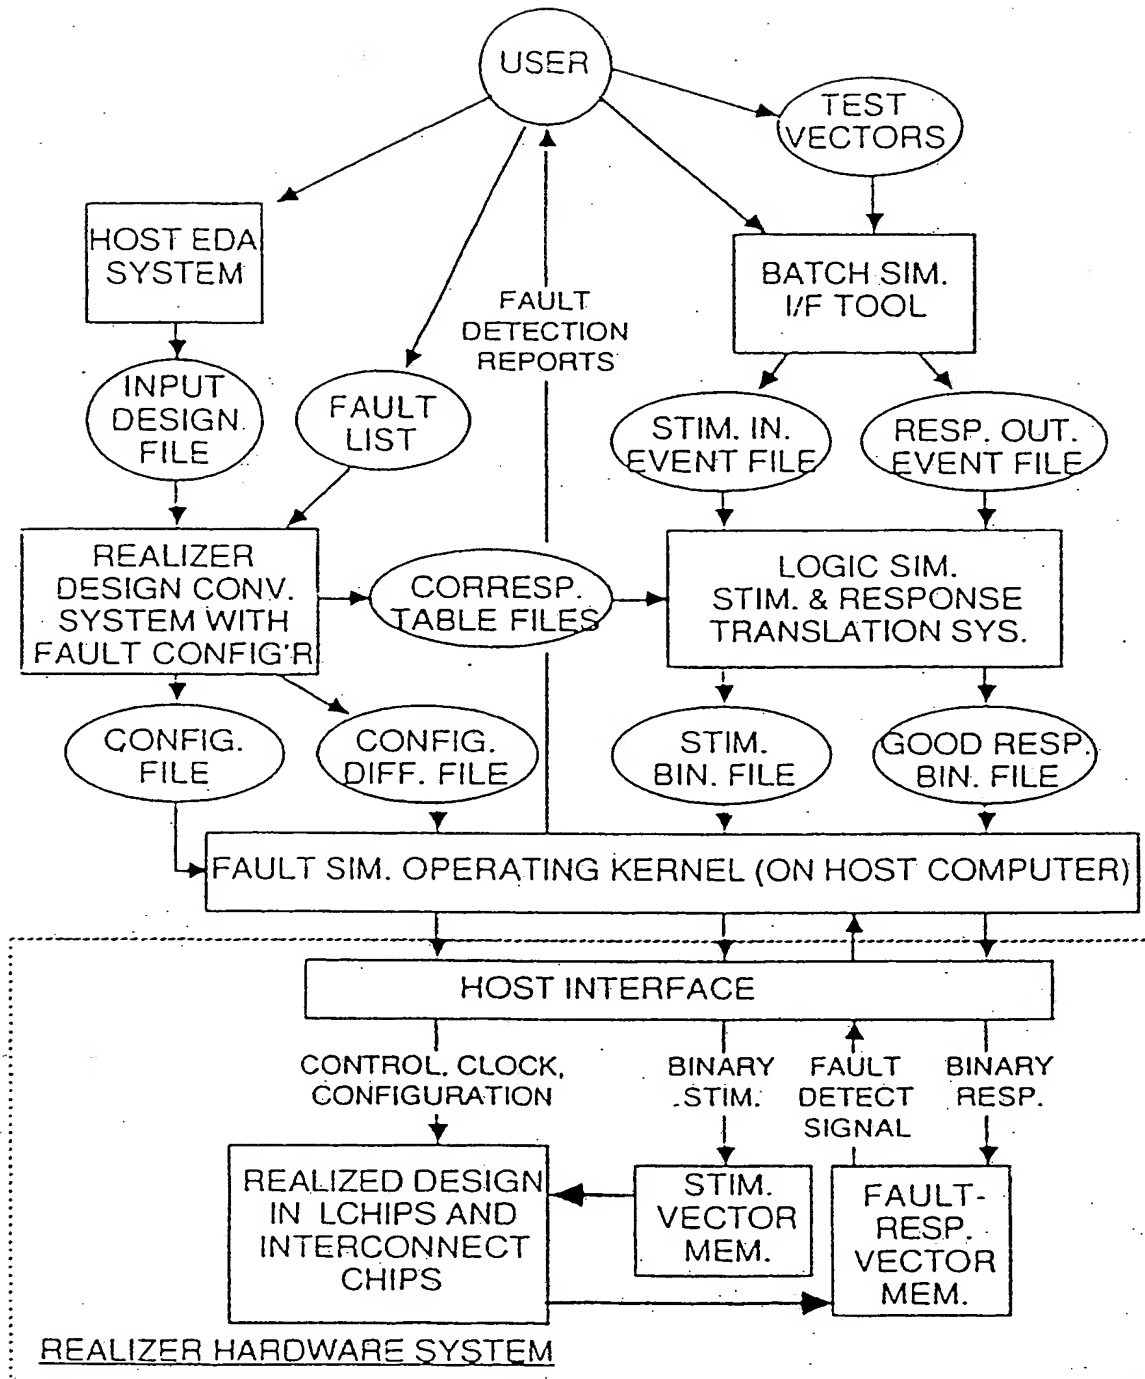 USER
TEST
VECTORS
HOST EDA
SYSTEM
BATCH SIM.
I/F TOOL
FAULT
DETECTION
REPORTS
INPUT
DESIGN
FILE
FAULT
LIST
STIM. IN.
EVENT FILE
RESP. OUT.
EVENT FILE
REALIZER
DESIGN CONV.
SYSTEM WITH
FAULT CONFIG'R
CORRESP.
TABLE FILES
LOGIC SIM.
STIM. & RESPONSE
TRANSLATION SYS.
CONFIG.
FILE
CONFIG.
DIFF. FILE
STIM.
BIN. FILE
GOOD RESP.
BIN. FILE
FAULT SIM. OPERATING KERNEL (ON HOST COMPUTER)
HOST INTERFACE
CONTROL, CLOCK,
CONFIGURATION
BINARY
STIM.
FAULT
DETECT
SIGNAL
BINARY
RESP.
REALIZED DESIGN
IN LCHIPS AND
INTERCONNECT
CHIPS
STIM.
VECTOR
MEM.
FAULT-
RESP.
VECTOR
MEM.
REALIZER HARDWARE SYSTEM